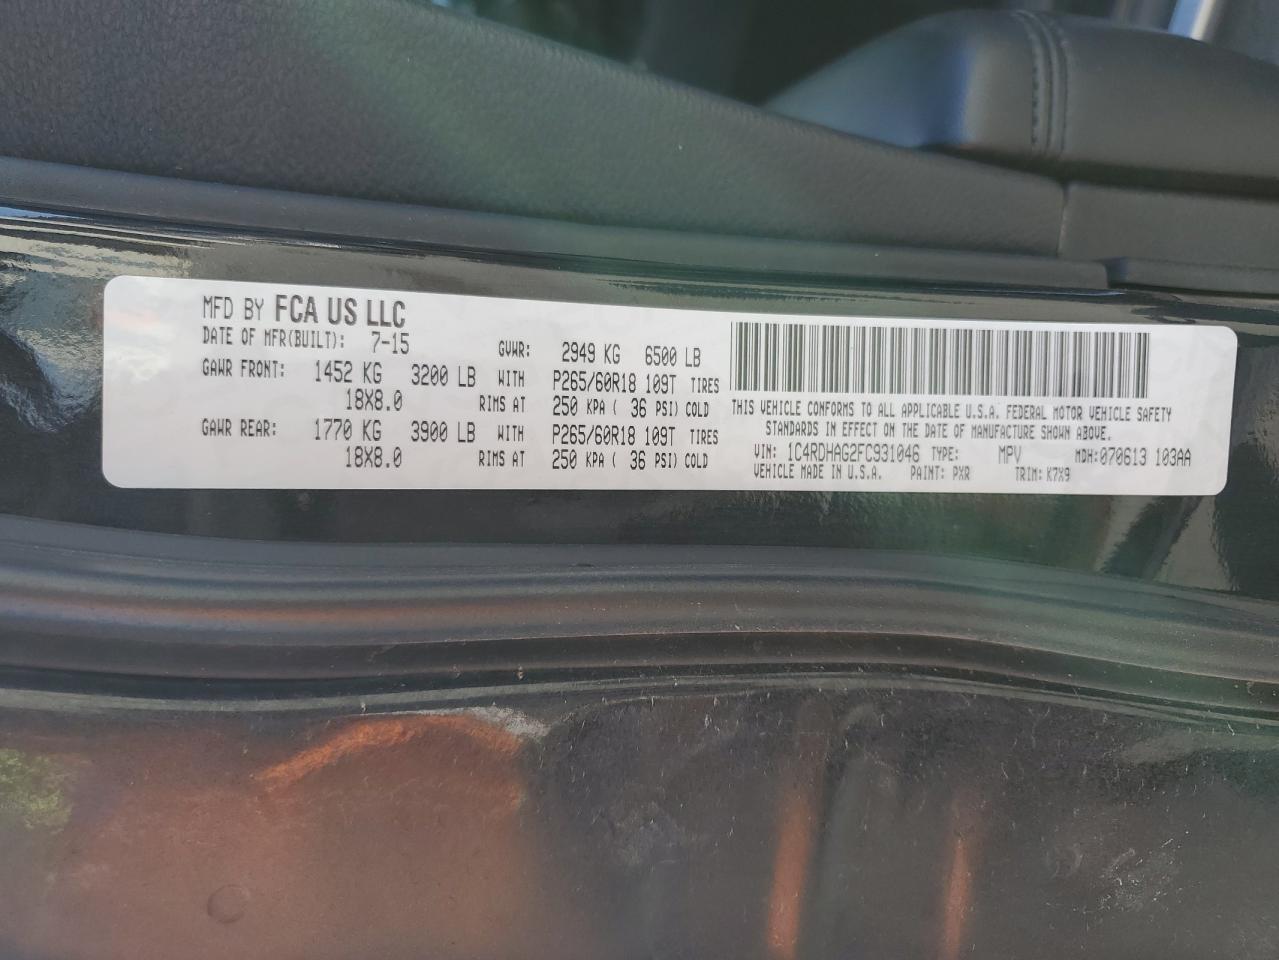 MFD BY FCA US LLC
DATE OF MFR(BUILT): 7-15 GVWR: 2949 KG 6500 LB
GAWR FRONT: 1452 KG 3200 LB WITH P265/60R18 109T TIRES
18X8.0 RIMS AT 250 KPA ( 36 PSI) COLD
GAWR REAR: 1770 KG 3900 LB WITH P265/60R18 109T TIRES
18X8.0 RIMS AT 250 KPA ( 36 PSI) COLD
THIS VEHICLE CONFORMS TO ALL APPLICABLE U.S.A. FEDERAL MOTOR VEHICLE SAFETY
STANDARDS IN EFFECT ON THE DATE OF MANUFACTURE SHOWN ABOVE.
VIN: 1C4RDHAG2FC931046 TYPE: MPV MDH:070613 103AA
VEHICLE MADE IN U.S.A. PAINT: PXR TRIM: K7X9